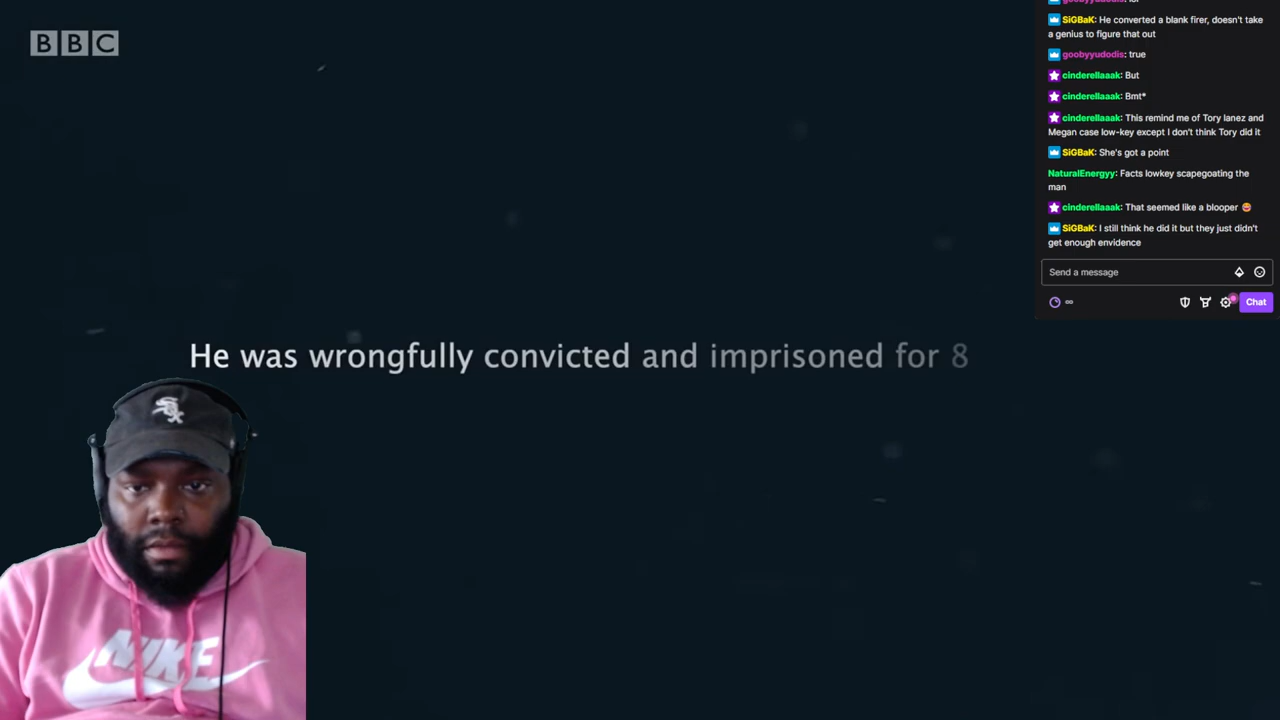 BBC
SiGBaK: He converted a blank firer, doesn't take
a genius to figure that out
goobyyudodis: true
cinderellaaak: But
cinderellaaak: Bmt*
cinderellaaak: This remind me of Tory lanez and
Megan case low-key except I don't think Tory did it
SiGBaK: She's got a point
NaturalEnergyy: Facts lowkey scapegoating the
man
cinderellaaak: That seemed like a blooper
SiGBaK: I still think he did it but they just didn't
get enough envidence
Send a message
Chat
He was wrongfully convicted and imprisoned for 8
NIKE